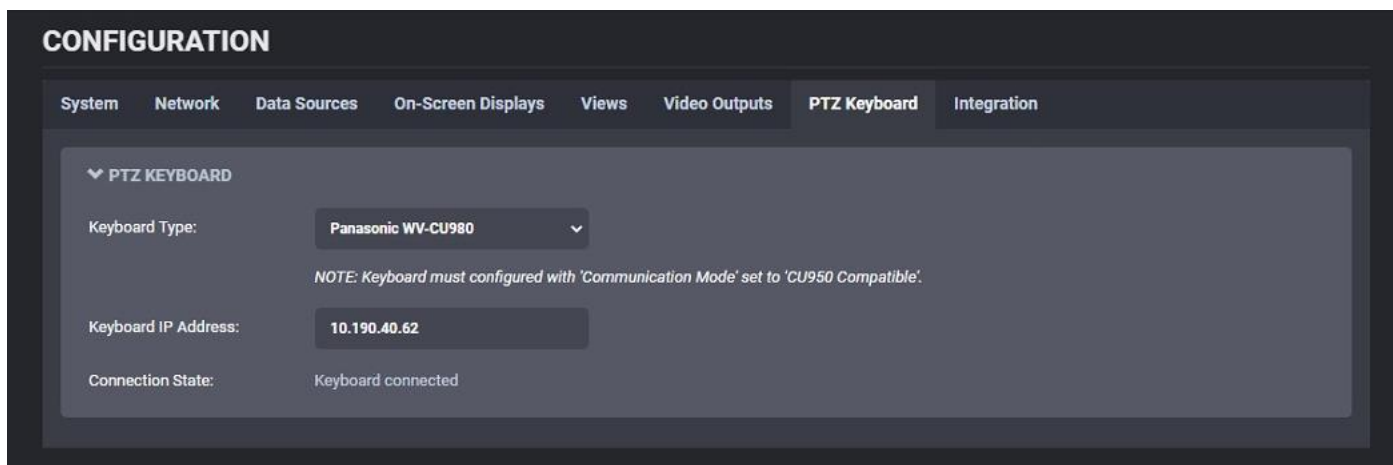 CONFIGURATION
System Network Data Sources On-Screen Displays Views Video Outputs PTZ Keyboard Integration
PTZ KEYBOARD
Keyboard Type: Panasonic WV-CU980
NOTE: Keyboard must configured with 'Communication Mode' set to 'CU950 Compatible'.
Keyboard IP Address: 10.190.40.62
Connection State: Keyboard connected